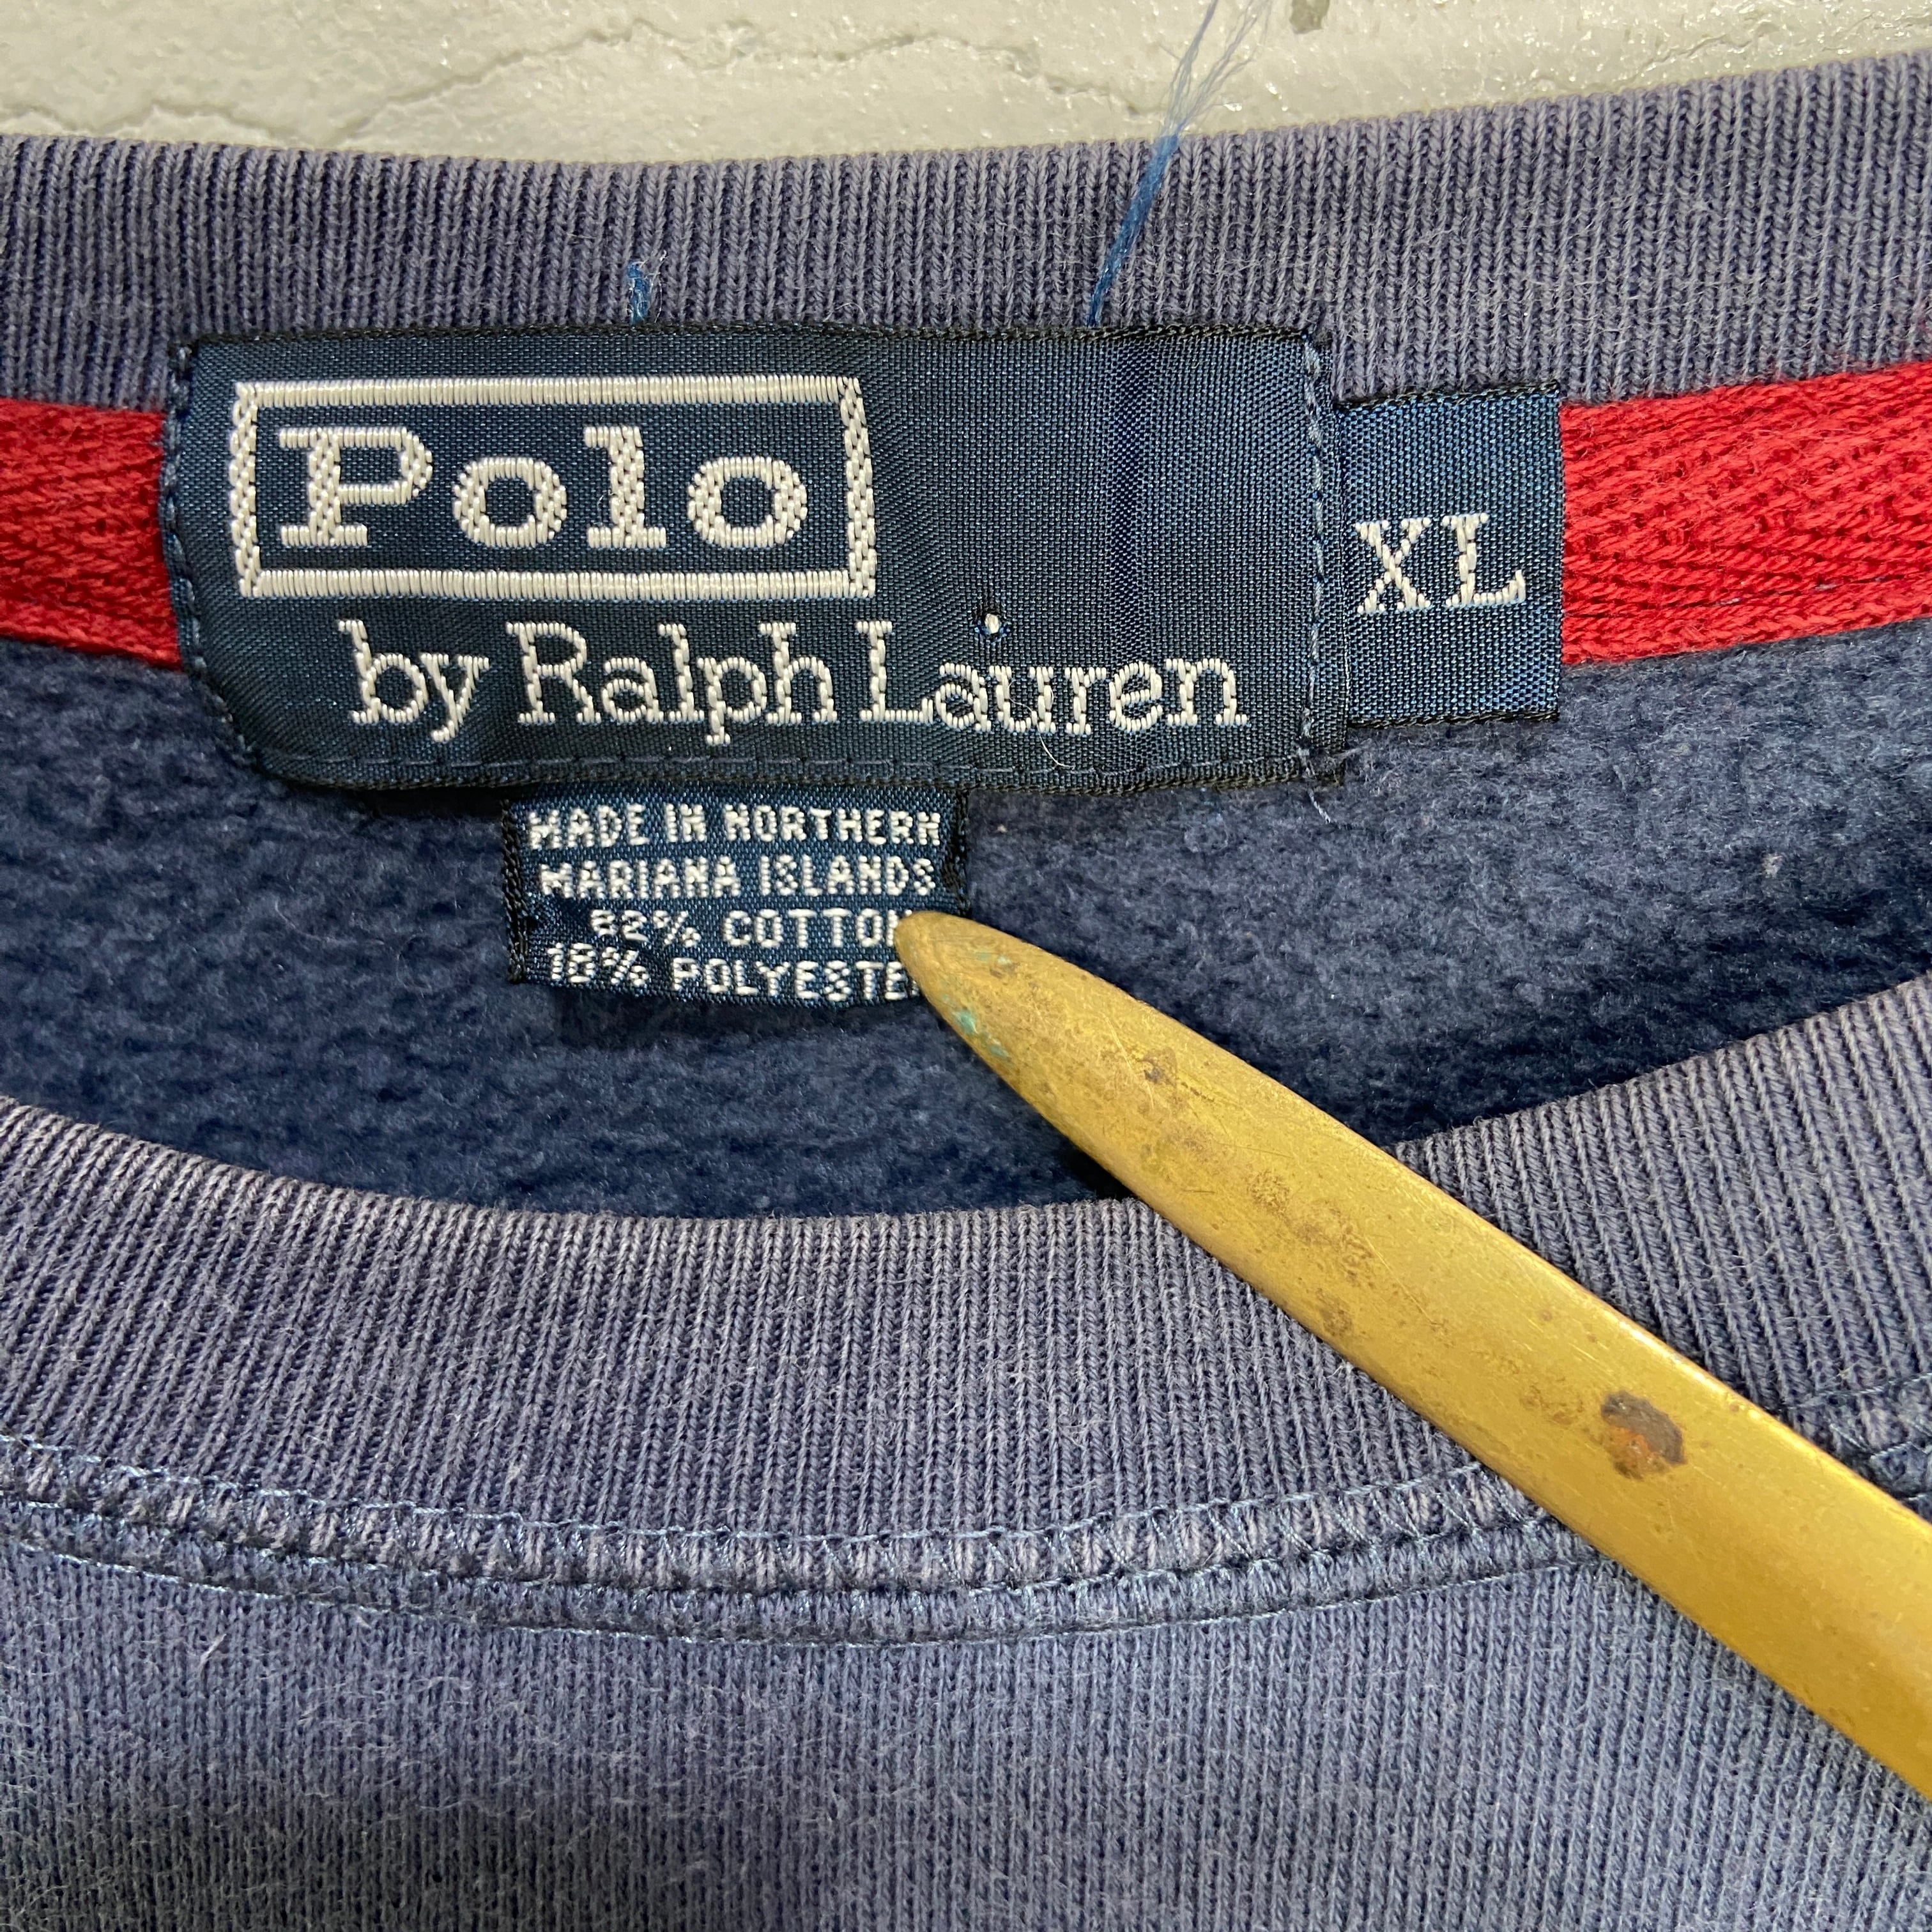 Polo
by Ralph Lauren
XL
MADE IN NORTHERN
MARIANA ISLANDS
82% COTTON
18% POLYESTER